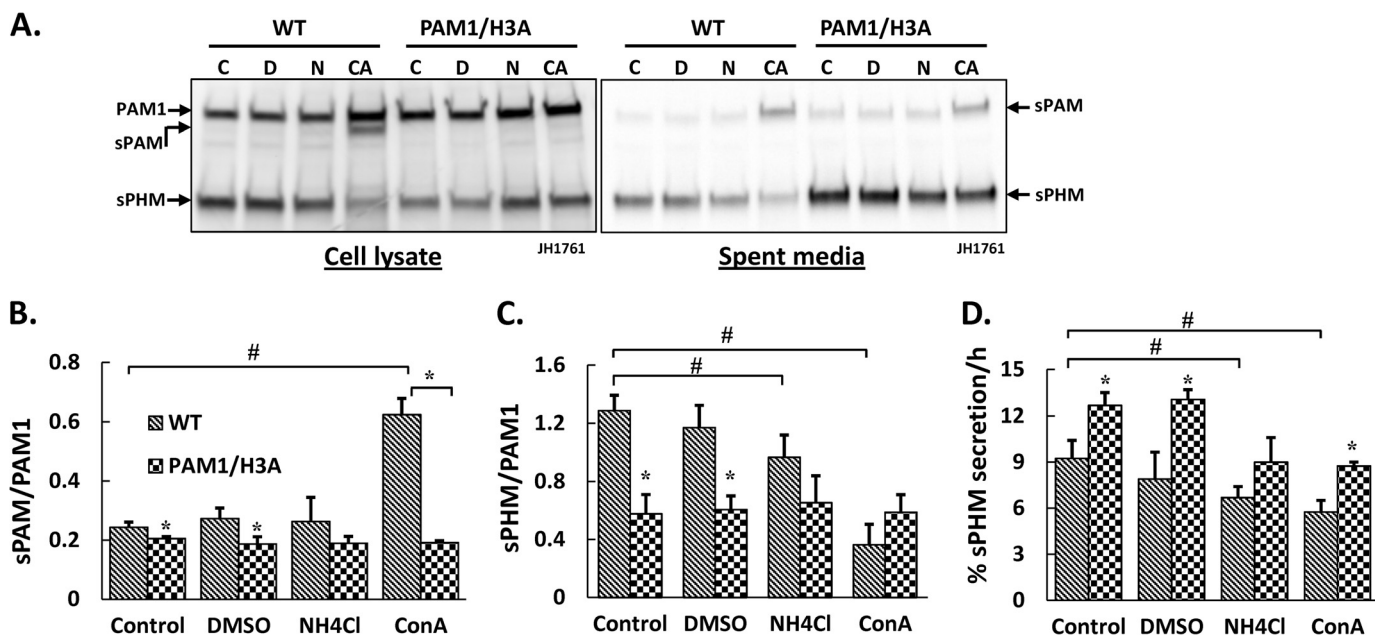 A.
WT PAM1/H3A WT PAM1/H3A
C D N CA C D N CA C D N CA C D N CA
PAM1 sPAM
sPAM
sPHM sPHM
Cell lysate JH1761 Spent media JH1761
B. C. D.
sPAM/PAM1
0.8
0.6
0.4
0.2
0
#
*
WT
PAM1/H3A
* *
Control DMSO NH4Cl ConA
sPHM/PAM1
1.6
1.2
0.8
0.4
0
#
#
* *
Control DMSO NH4Cl ConA
% sPHM secretion/h
15
12
9
6
3
0
#
#
* * *
Control DMSO NH4Cl ConA